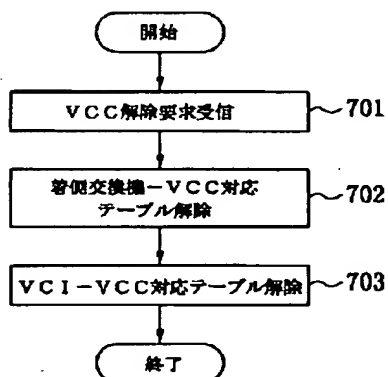 開始
VCC解除要求受信
701
着側交換機-VCC対応
テーブル解除
702
VCI-VCC対応テーブル解除
703
終了